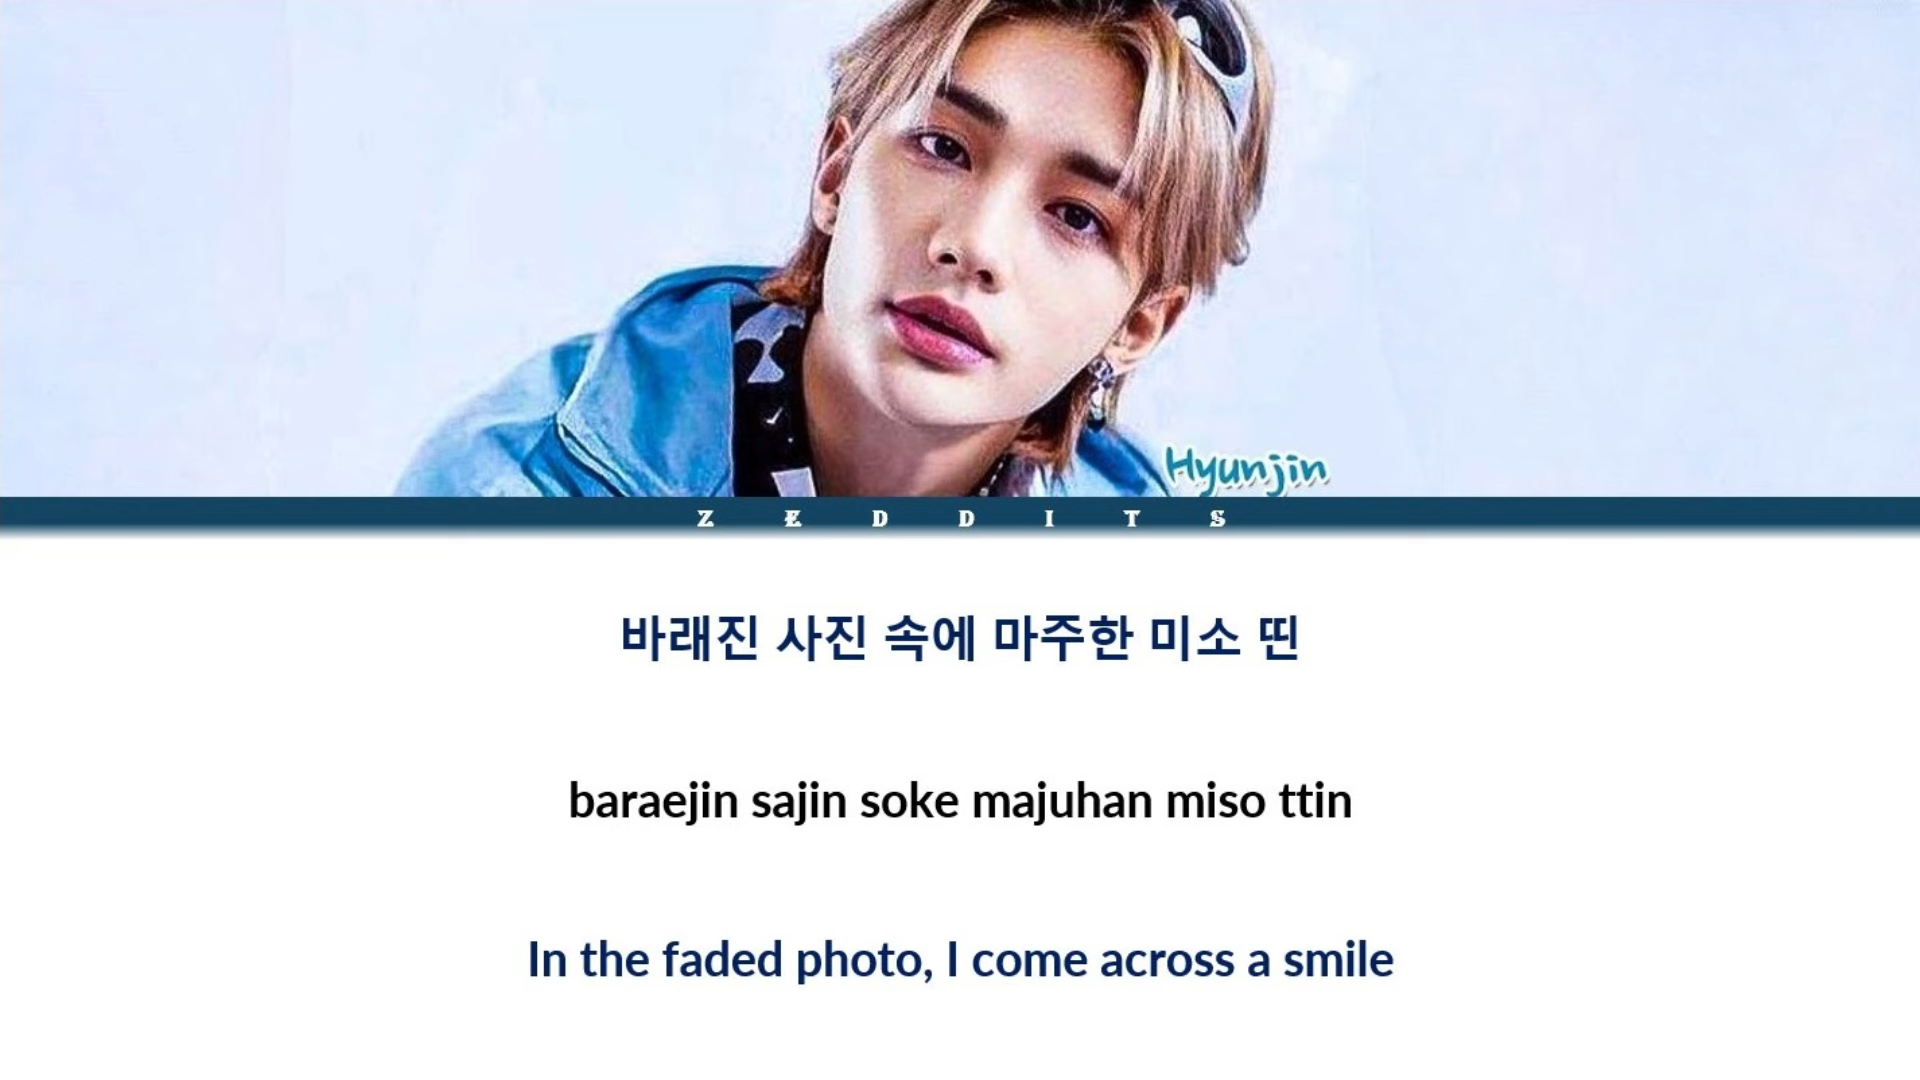 Hyunjin
ZEDDITS
바래진 사진 속에 마주한 미소 띤
baraejin sajin soke majuhan miso ttin
In the faded photo, I come across a smile